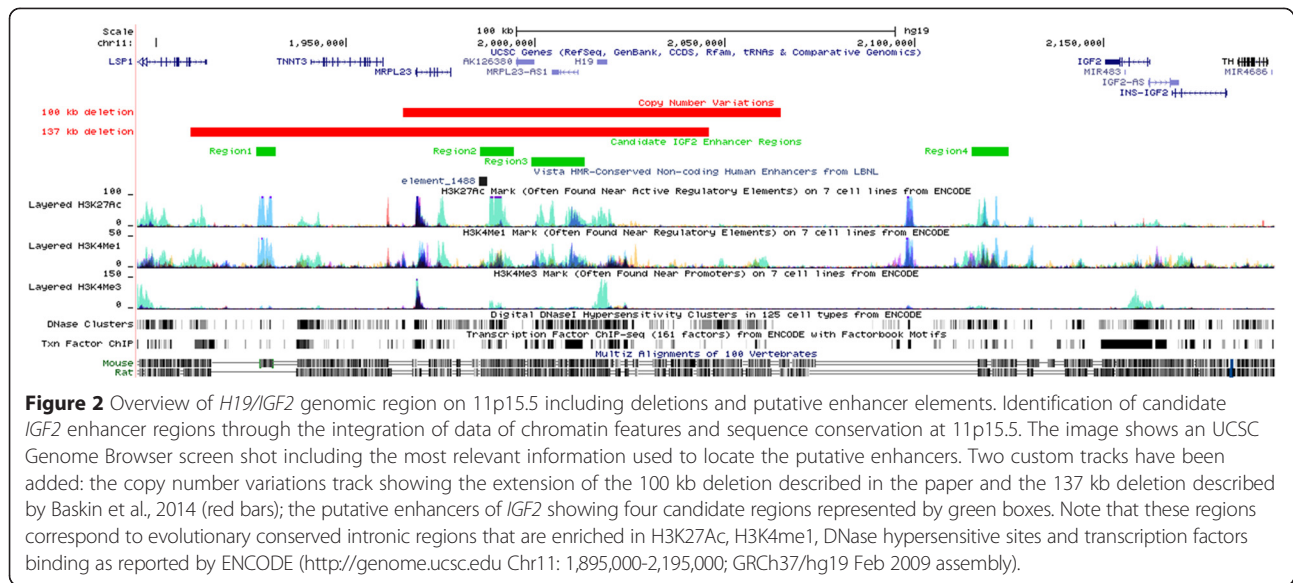 Scale 100 kb hg19
chr11: 1,950,000 2,000,000 2,050,000 2,100,000 2,150,000
UCSC Genes (RefSeq, GenBank, CCDS, Rfam, tRNAs & Comparative Genomics)
LSP1 TNNT3 AK126380 H19 IGF2 TH
MRPL23 MRPL23-AS1 MIR483 MIR4686
IGF2-AS
INS-IGF2
Copy Number Variations
100 kb deletion
137 kb deletion
Candidate IGF2 Enhancer Regions
Region1 Region2 Region4
Region3
Vista HMR-Conserved Non-coding Human Enhancers from LBNL
element_1488
H3K27Ac Mark (Often Found Near Active Regulatory Elements) on 7 cell lines from ENCODE
100
Layered H3K27Ac
0
H3K4Me1 Mark (Often Found Near Regulatory Elements) on 7 cell lines from ENCODE
50
Layered H3K4Me1
0
H3K4Me3 Mark (Often Found Near Promoters) on 7 cell lines from ENCODE
150
Layered H3K4Me3
0
Digital DNaseI Hypersensitivity Clusters in 125 cell types from ENCODE
DNase Clusters
Transcription Factor ChIP-seq (161 factors) from ENCODE with Factorbook Motifs
Txn Factor ChIP
Multiz Alignments of 100 Vertebrates
Mouse
Rat
Figure 2 Overview of H19/IGF2 genomic region on 11p15.5 including deletions and putative enhancer elements. Identification of candidate
IGF2 enhancer regions through the integration of data of chromatin features and sequence conservation at 11p15.5. The image shows an UCSC
Genome Browser screen shot including the most relevant information used to locate the putative enhancers. Two custom tracks have been
added: the copy number variations track showing the extension of the 100 kb deletion described in the paper and the 137 kb deletion described
by Baskin et al., 2014 (red bars); the putative enhancers of IGF2 showing four candidate regions represented by green boxes. Note that these regions
correspond to evolutionary conserved intronic regions that are enriched in H3K27Ac, H3K4me1, DNase hypersensitive sites and transcription factors
binding as reported by ENCODE (http://genome.ucsc.edu Chr11: 1,895,000-2,195,000; GRCh37/hg19 Feb 2009 assembly).